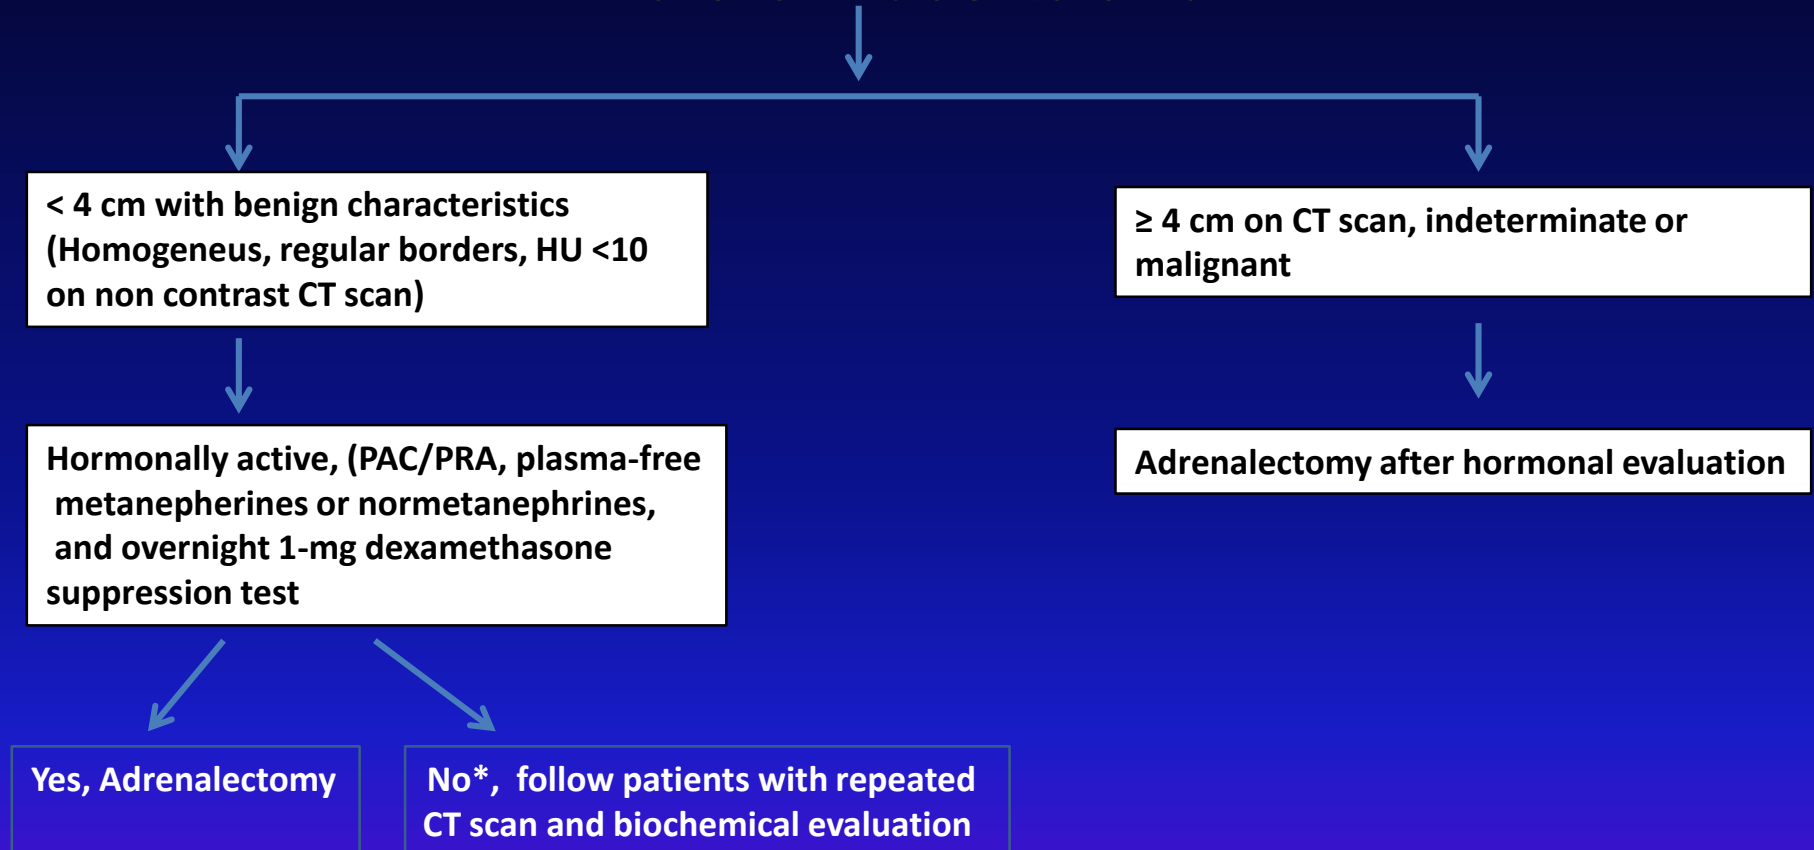 < 4 cm with benign characteristics
(Homogeneus, regular borders, HU <10
on non contrast CT scan)
≥ 4 cm on CT scan, indeterminate or
malignant
Hormonally active, (PAC/PRA, plasma-free
metanepherines or normetanephrines,
and overnight 1-mg dexamethasone
suppression test
Adrenalectomy after hormonal evaluation
Yes, Adrenalectomy
No*,  follow patients with repeated
CT scan and biochemical evaluation